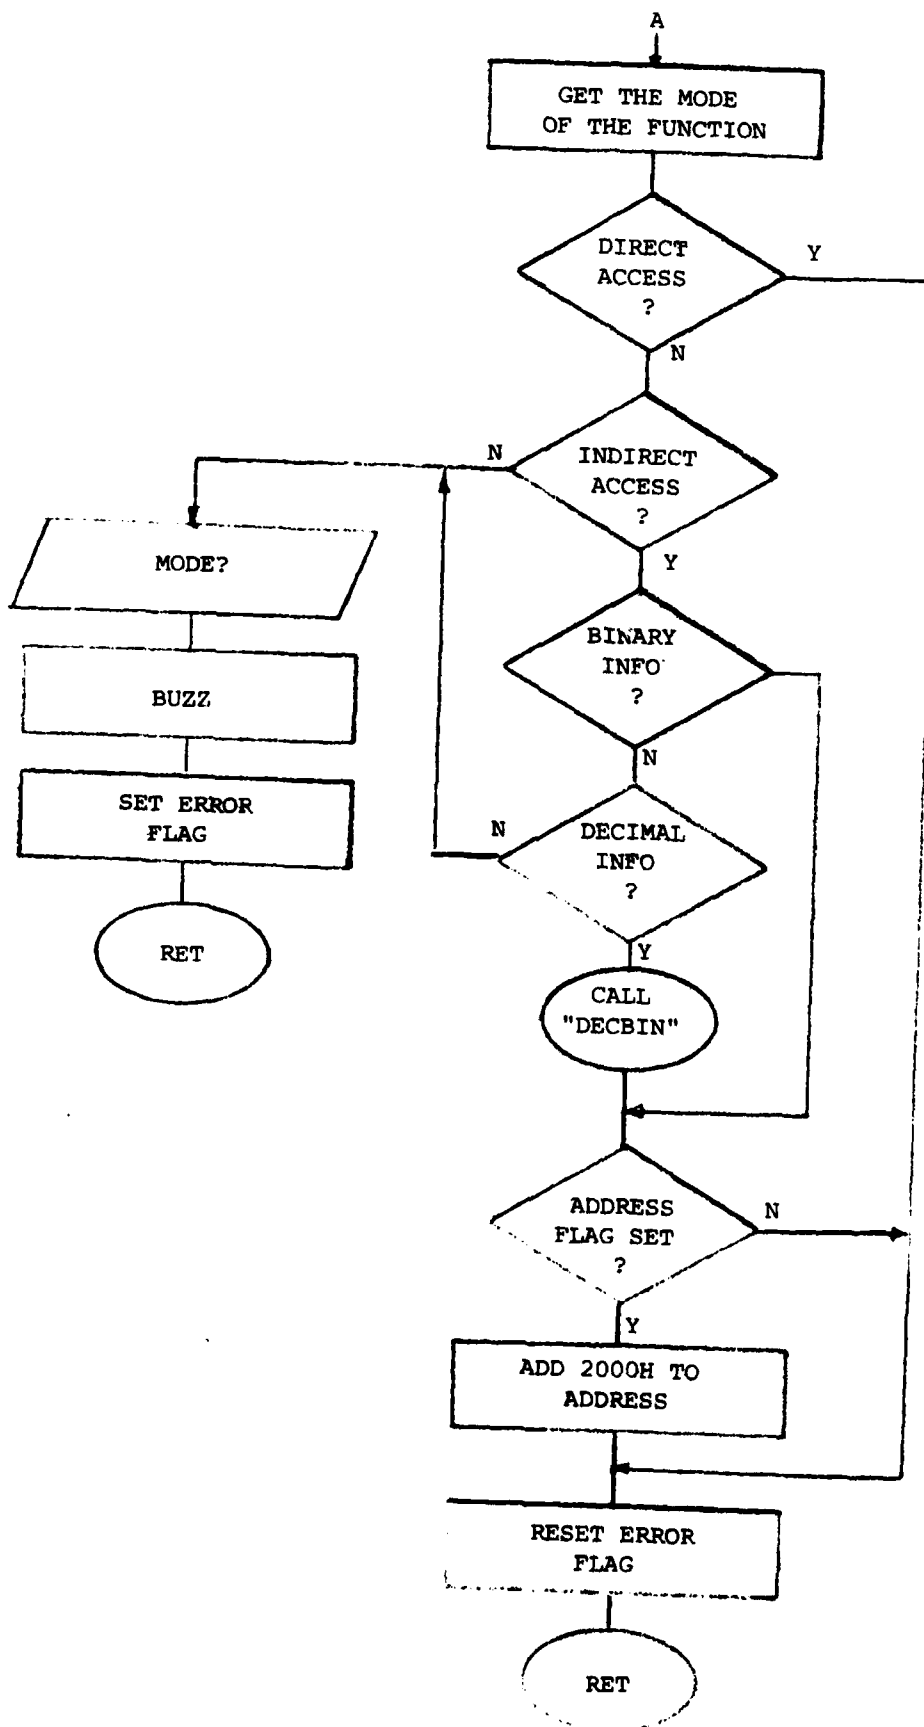 A
GET THE MODE
OF THE FUNCTION
DIRECT
ACCESS
?
Y
N
INDIRECT
ACCESS
?
N
Y
MODE?
BUZZ
SET ERROR
FLAG
RET
BINARY
INFO
?
N
DECIMAL
INFO
?
N
Y
CALL
"DECBIN"
ADDRESS
FLAG SET
?
N
Y
ADD 2000H TO
ADDRESS
RESET ERROR
FLAG
RET